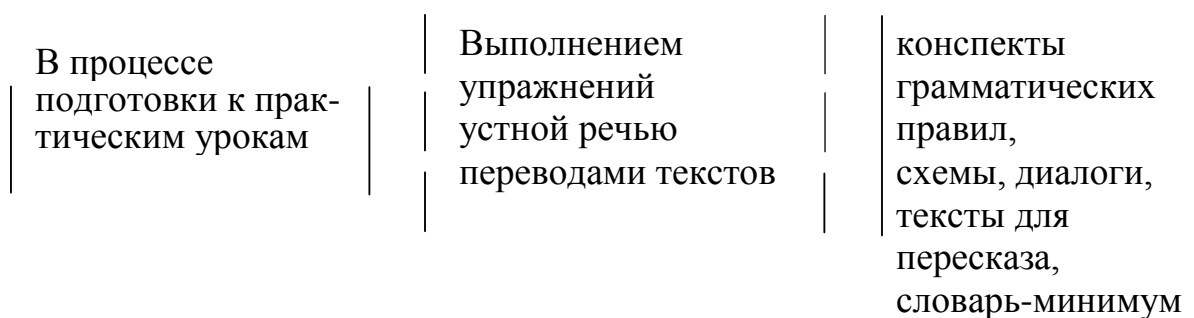 В процессе
подготовки к прак-
тическим урокам
Выполнением
упражнений
устной речью
переводами текстов
конспекты
грамматических
правил,
схемы, диалоги,
тексты для
пересказа,
словарь-минимум